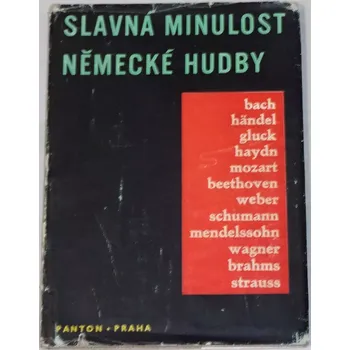 SLAVNÁ MINULOST
NĚMECKÉ HUDBY
bach
händel
gluck
haydn
mozart
beethoven
weber
schumann
mendelssohn
wagner
brahms
strauss
PANTON • PRAHA